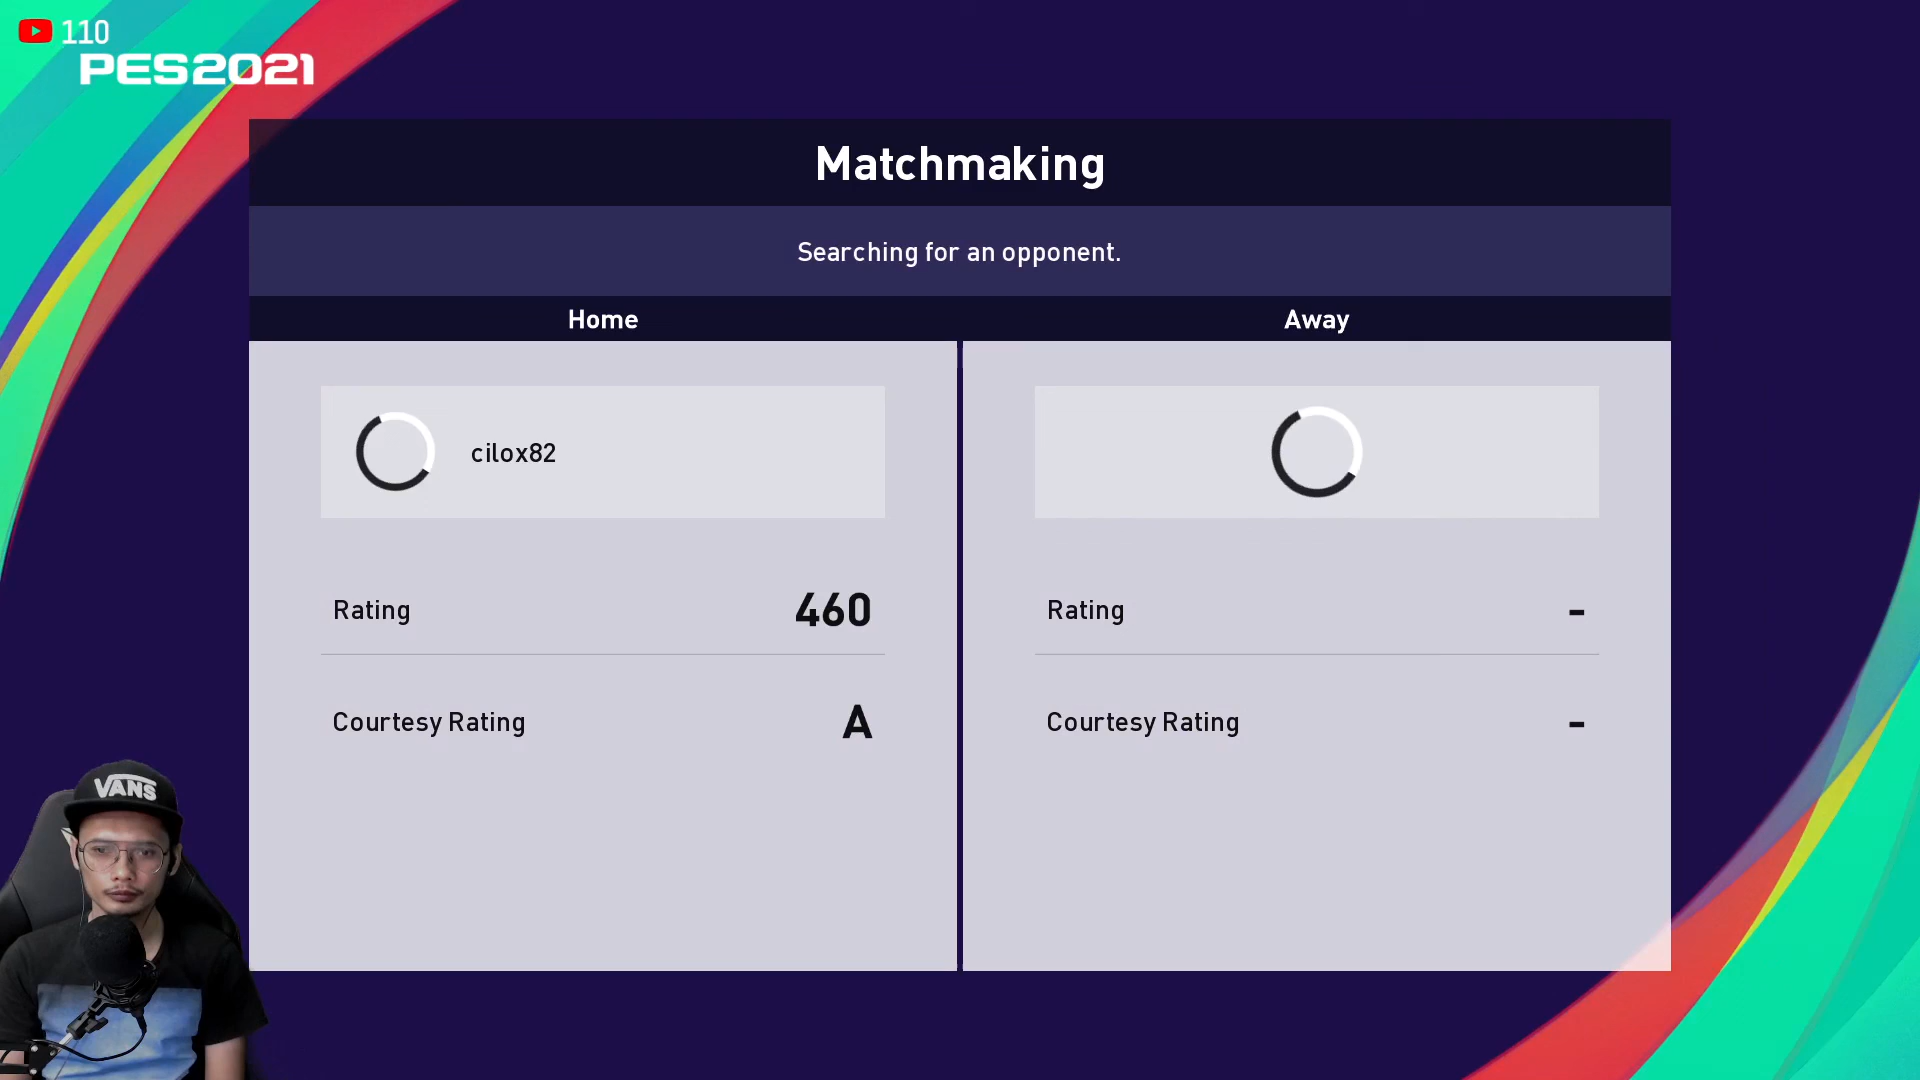 110
PES2021
Matchmaking
Searching for an opponent.
Home
Away
cilox82
Rating
460
Rating
-
Courtesy Rating
A
Courtesy Rating
-
VANS